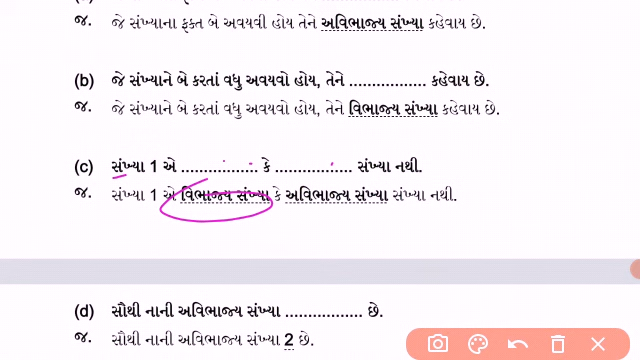 જ. જે સંખ્યાના ફક્ત બે અવયવી હોય તેને અવિભાજ્ય સંખ્યા કહેવાય છે.
(b) જે સંખ્યાને બે કરતાં વધુ અવયવો હોય, તેને ................. કહેવાય છે.
જ. જે સંખ્યાને બે કરતાં વધુ અવયવો હોય, તેને વિભાજ્ય સંખ્યા કહેવાય છે.
(c) સંખ્યા 1 એ ................. કે ................. સંખ્યા નથી.
જ. સંખ્યા 1 એ વિભાજ્ય સંખ્યા કે અવિભાજ્ય સંખ્યા સંખ્યા નથી.
(d) સૌથી નાની અવિભાજ્ય સંખ્યા ................. છે.
જ. સૌથી નાની અવિભાજ્ય સંખ્યા 2 છે.